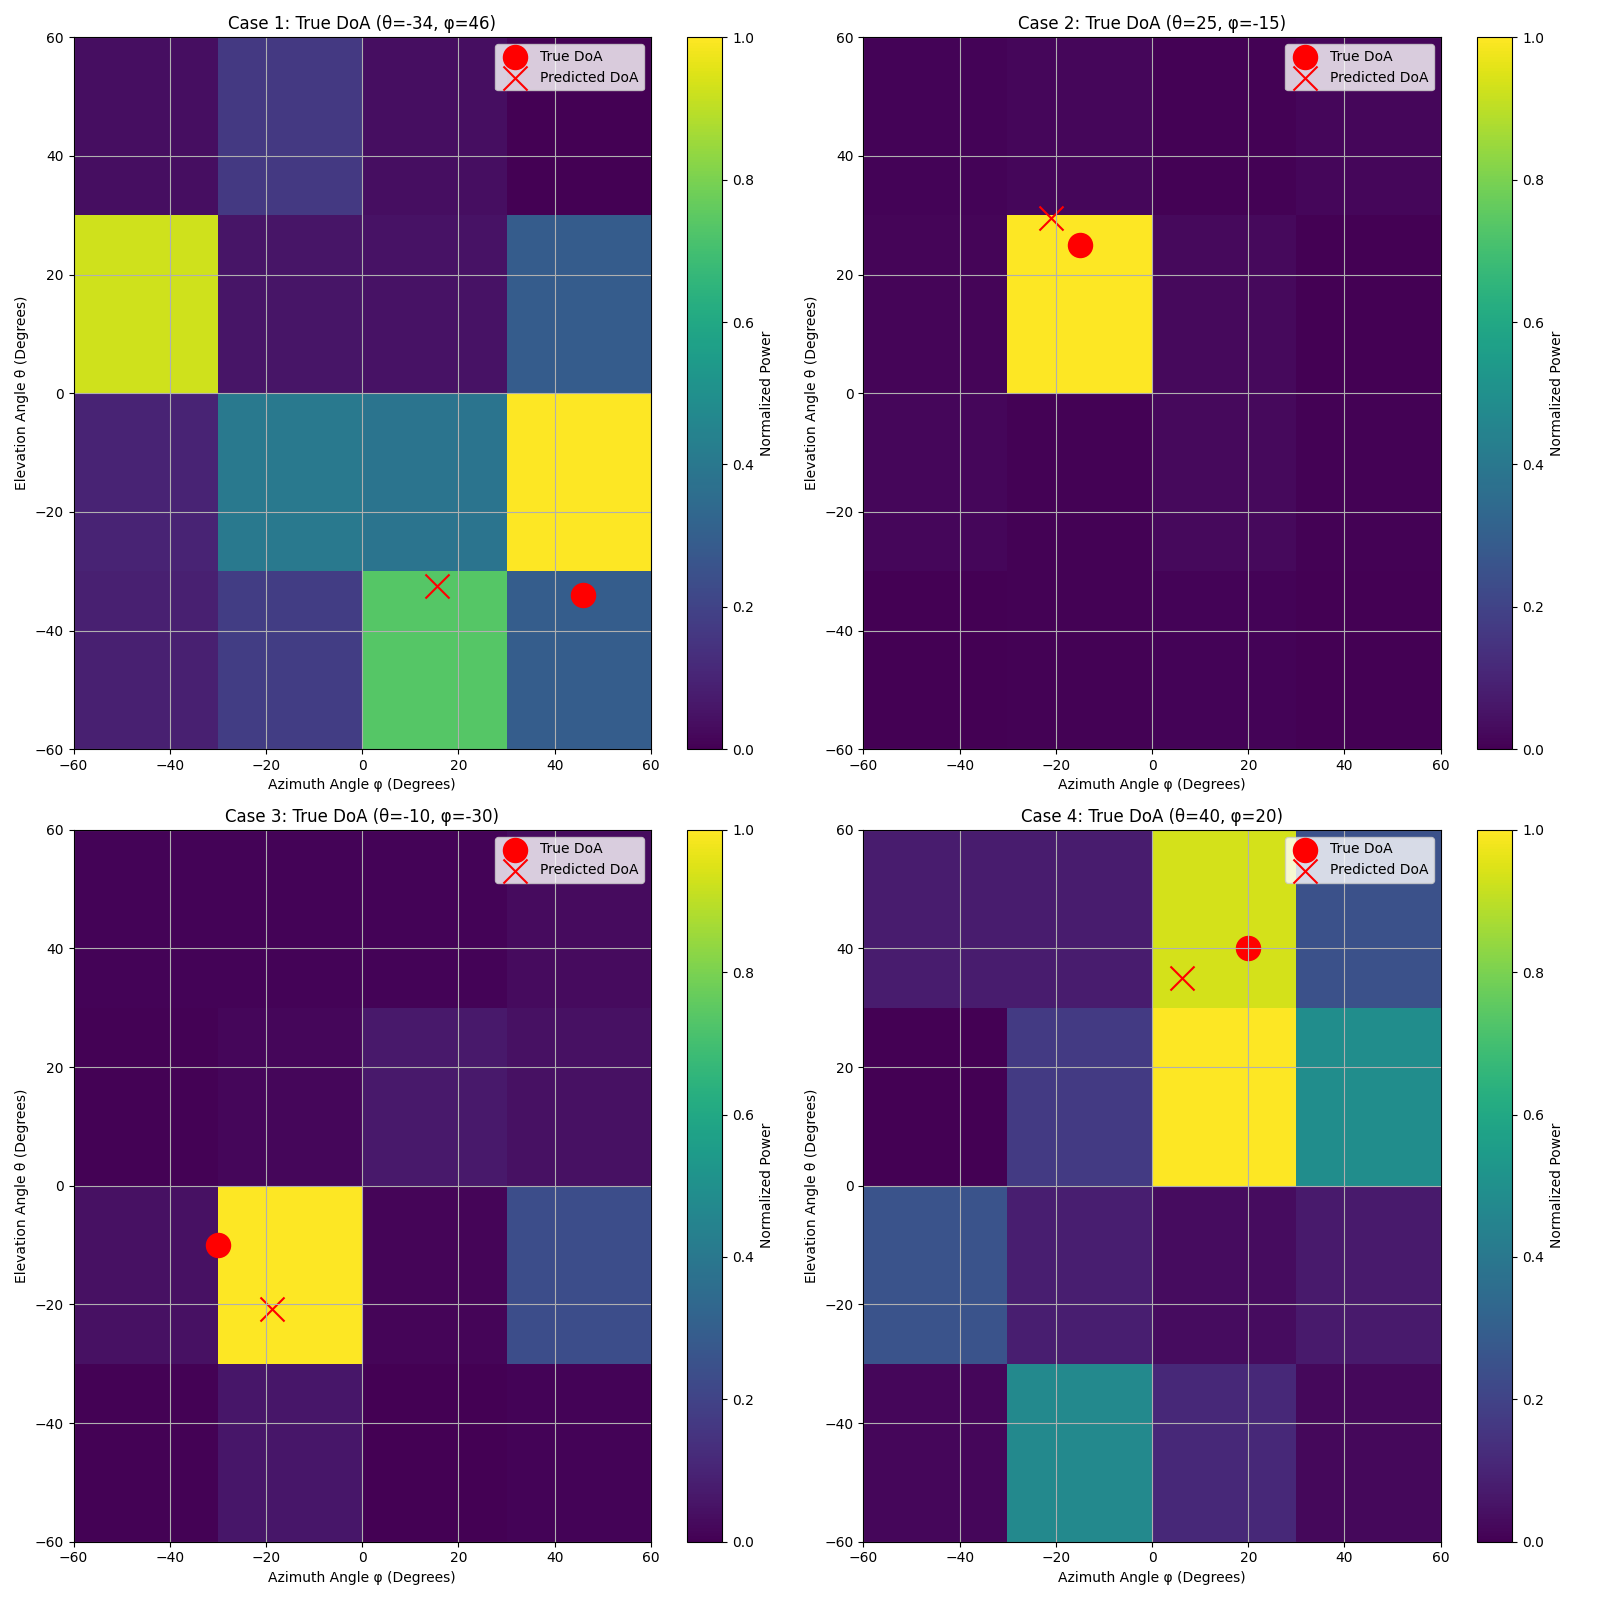 Case 1: True DoA (θ=-34, φ=46)
True DoA
Predicted DoA
Elevation Angle θ (Degrees)
60
40
20
0
−20
−40
−60
−60 −40 −20 0 20 40 60
Azimuth Angle φ (Degrees)
1.0
0.8
0.6
0.4
0.2
0.0
Normalized Power
Case 2: True DoA (θ=25, φ=-15)
True DoA
Predicted DoA
Elevation Angle θ (Degrees)
60
40
20
0
−20
−40
−60
−60 −40 −20 0 20 40 60
Azimuth Angle φ (Degrees)
1.0
0.8
0.6
0.4
0.2
0.0
Normalized Power
Case 3: True DoA (θ=-10, φ=-30)
True DoA
Predicted DoA
Elevation Angle θ (Degrees)
60
40
20
0
−20
−40
−60
−60 −40 −20 0 20 40 60
Azimuth Angle φ (Degrees)
1.0
0.8
0.6
0.4
0.2
0.0
Normalized Power
Case 4: True DoA (θ=40, φ=20)
True DoA
Predicted DoA
Elevation Angle θ (Degrees)
60
40
20
0
−20
−40
−60
−60 −40 −20 0 20 40 60
Azimuth Angle φ (Degrees)
1.0
0.8
0.6
0.4
0.2
0.0
Normalized Power